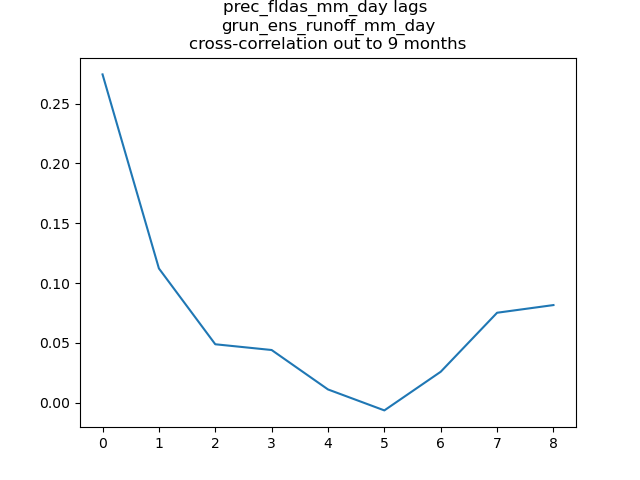 prec_fldas_mm_day lags
grun_ens_runoff_mm_day
cross-correlation out to 9 months
0.25
0.20
0.15
0.10
0.05
0.00
0 1 2 3 4 5 6 7 8